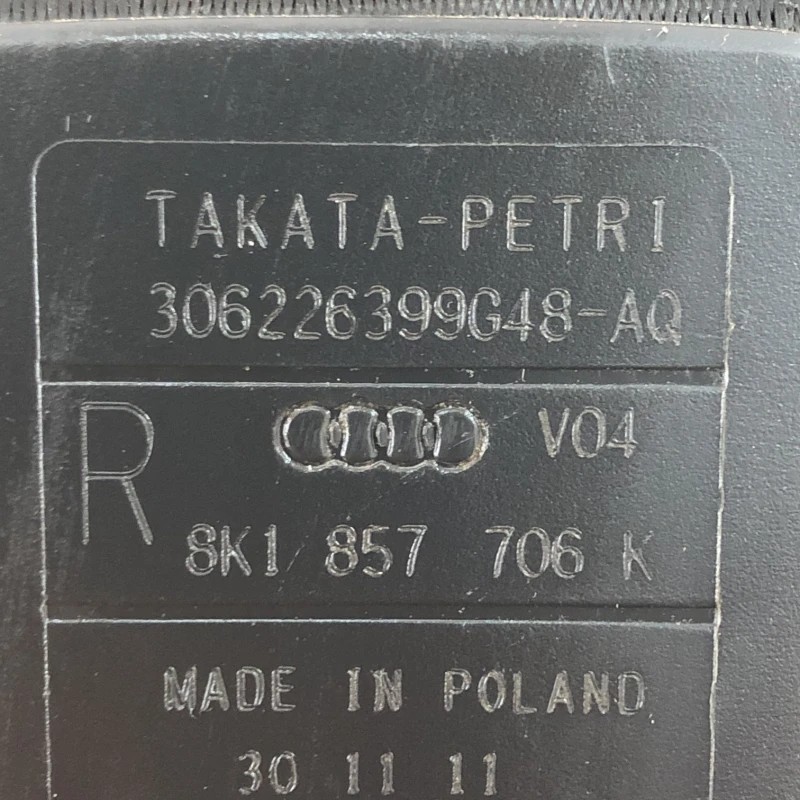 TAKATA-PETRI
306226399G48-AQ
R V04
8K1 857 706 K
MADE IN POLAND
30 11 11